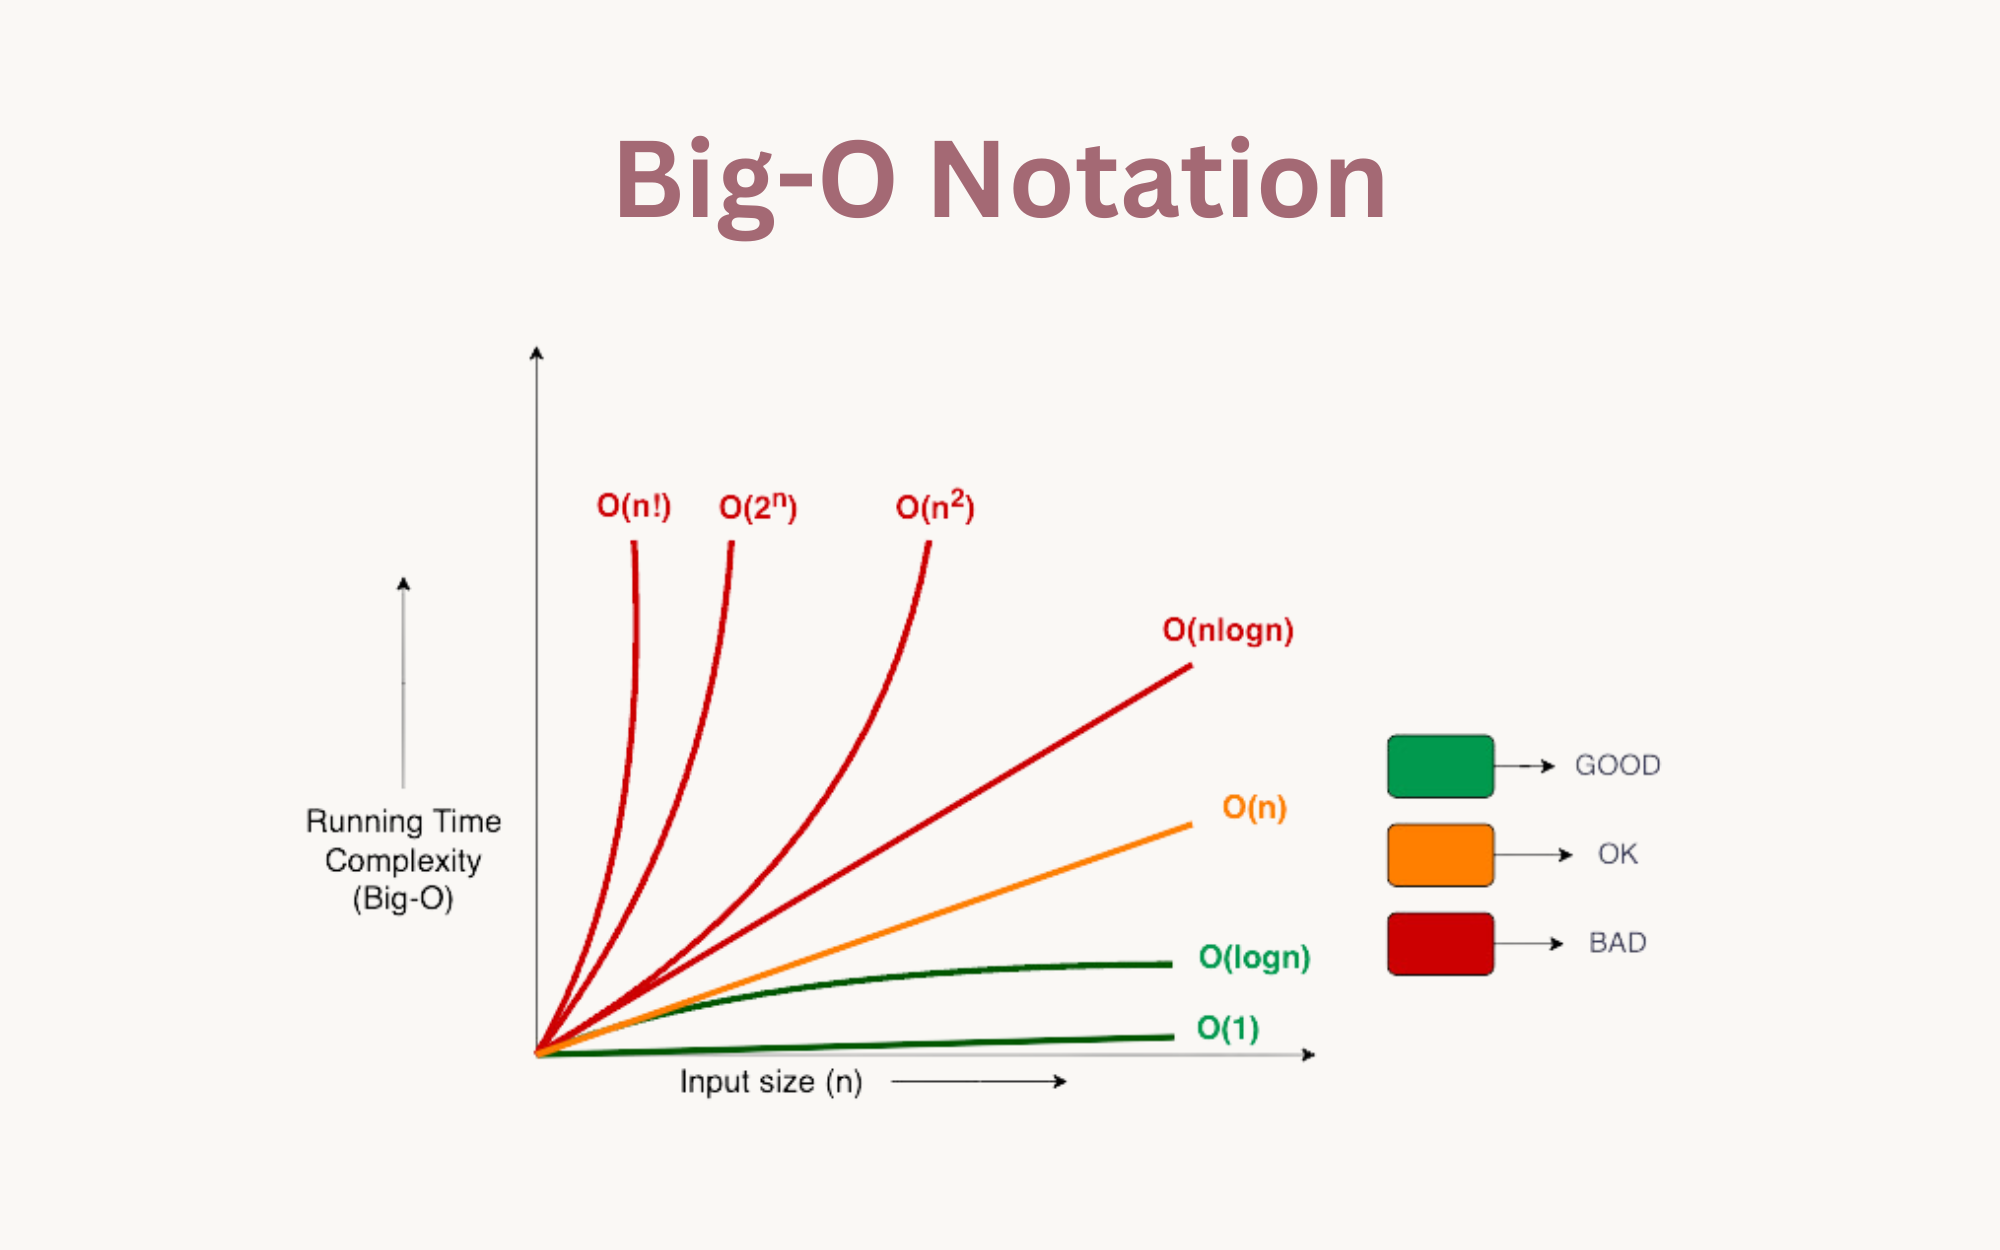 Big-O Notation
O(n!)
O(2ⁿ)
O(n²)
O(nlogn)
O(n)
O(logn)
O(1)
Running Time
Complexity
(Big-O)
Input size (n)
GOOD
OK
BAD